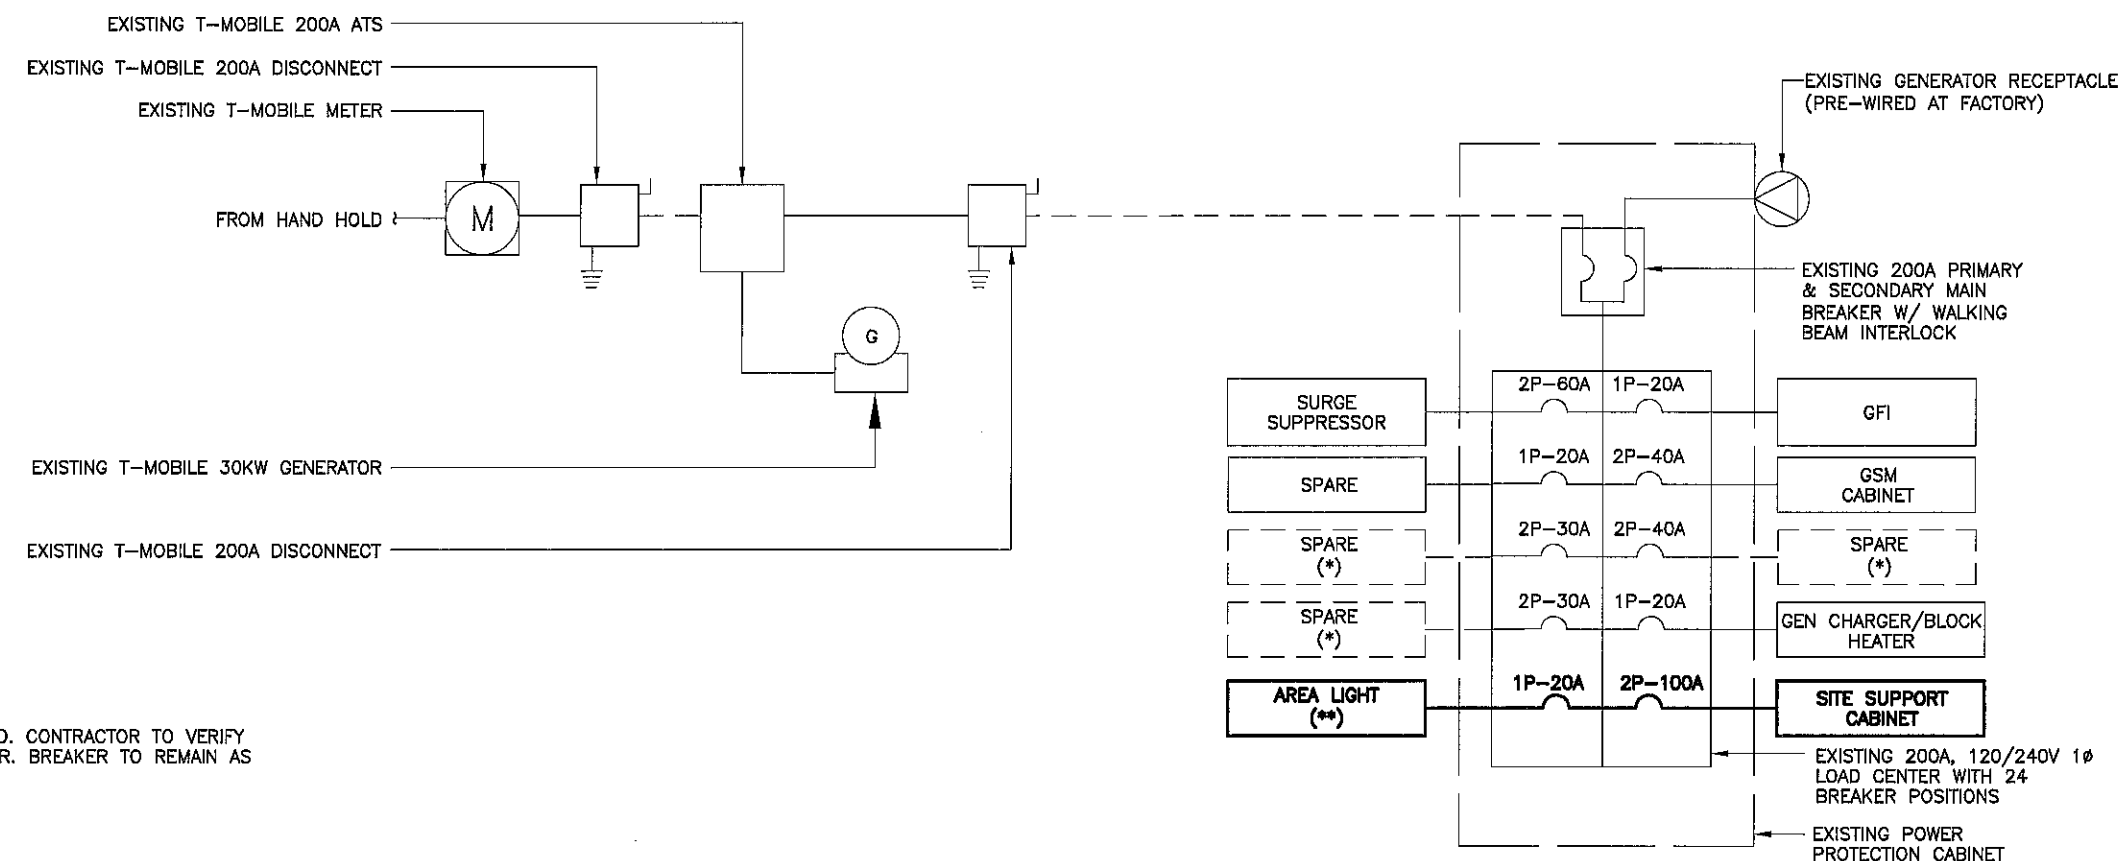 EXISTING T-MOBILE 200A ATS
EXISTING T-MOBILE 200A DISCONNECT
EXISTING T-MOBILE METER
FROM HAND HOLD
M
G
EXISTING T-MOBILE 30KW GENERATOR
EXISTING T-MOBILE 200A DISCONNECT
O. CONTRACTOR TO VERIFY
R. BREAKER TO REMAIN AS
EXISTING GENERATOR RECEPTACLE
(PRE-WIRED AT FACTORY)
EXISTING 200A PRIMARY
& SECONDARY MAIN
BREAKER W/ WALKING
BEAM INTERLOCK
SURGE
SUPPRESSOR
2P-60A 1P-20A
GFI
SPARE
1P-20A 2P-40A
GSM
CABINET
SPARE
(*)
2P-30A 2P-40A
SPARE
(*)
SPARE
(*)
2P-30A 1P-20A
GEN CHARGER/BLOCK
HEATER
AREA LIGHT
(**)
1P-20A 2P-100A
SITE SUPPORT
CABINET
EXISTING 200A, 120/240V 1ø
LOAD CENTER WITH 24
BREAKER POSITIONS
EXISTING POWER
PROTECTION CABINET